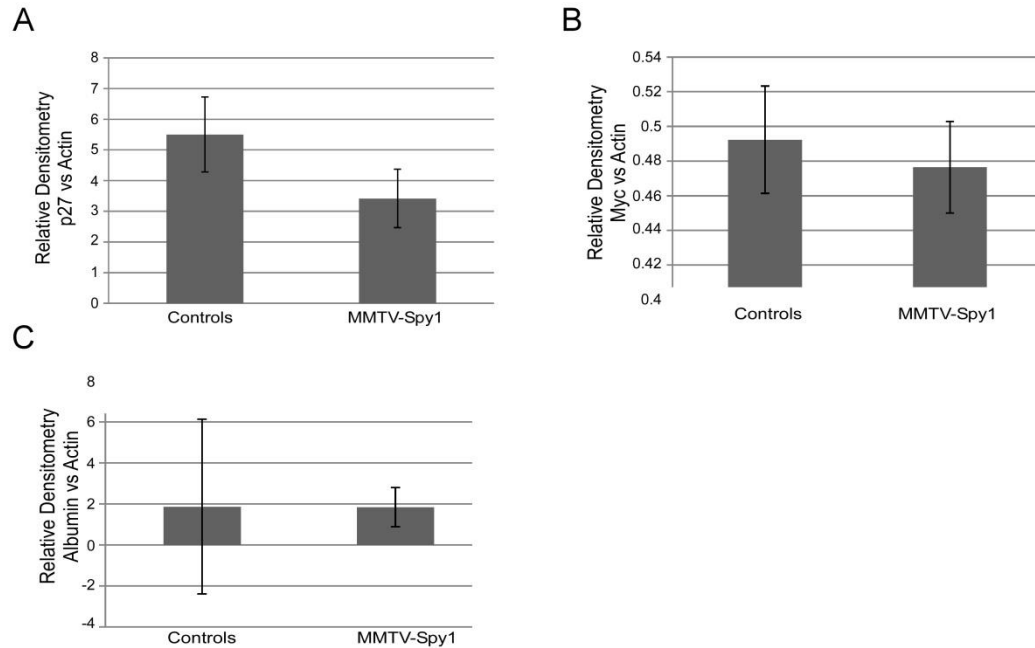 A
Relative Densitometry
p27 vs Actin
8
7
6
5
4
3
2
1
0
Controls MMTV-Spy1
B
Relative Densitometry
Myc vs Actin
0.54
0.52
0.5
0.48
0.46
0.44
0.42
0.4
Controls MMTV-Spy1
C
Relative Densitometry
Albumin vs Actin
8
6
4
2
0
-2
-4
Controls MMTV-Spy1